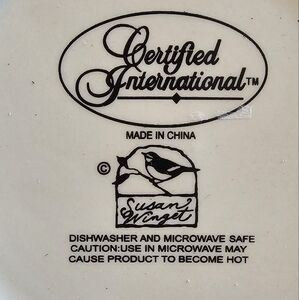 Certified
International™
MADE IN CHINA
©
Susan
Winget
DISHWASHER AND MICROWAVE SAFE
CAUTION:USE IN MICROWAVE MAY
CAUSE PRODUCT TO BECOME HOT